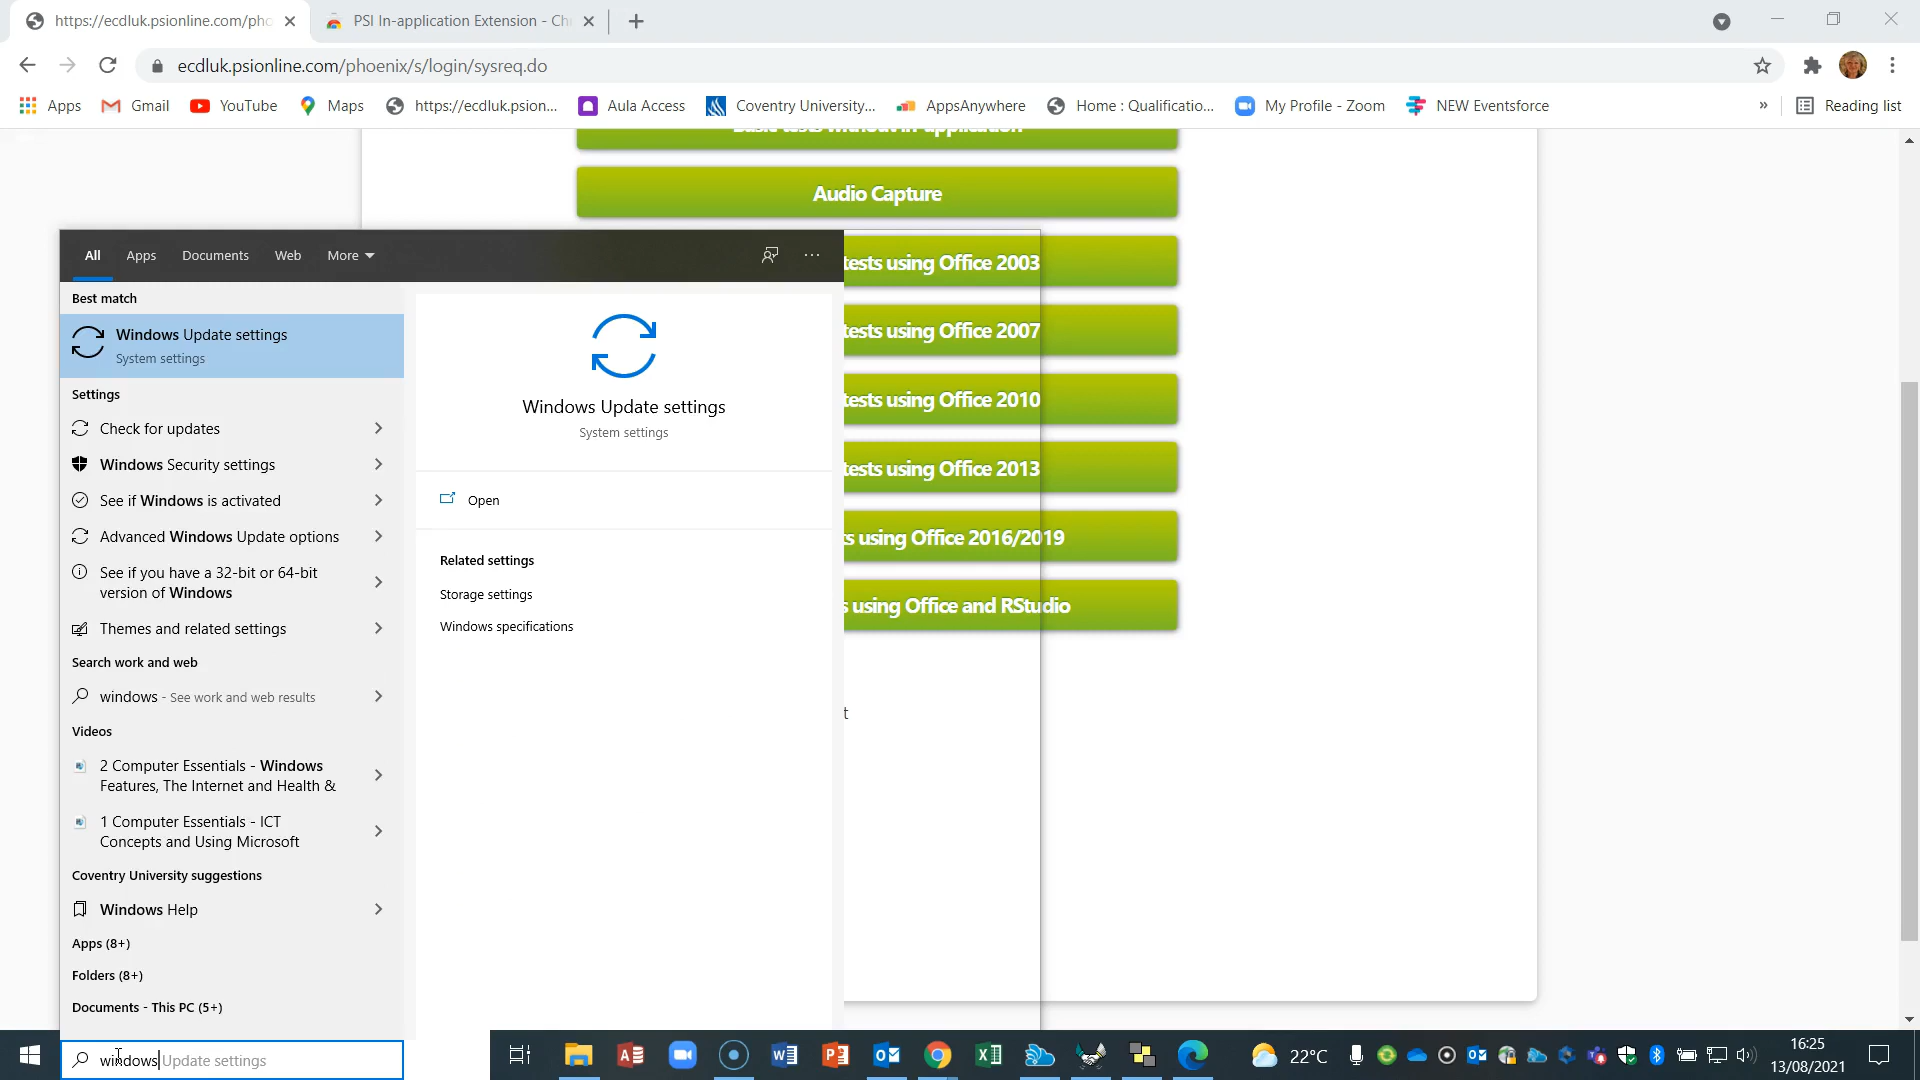 https://ecdluk.psionline.com/pho
PSI In-application Extension - Ch
ecdluk.psionline.com/phoenix/s/login/sysreq.do
Apps
Gmail
YouTube
Maps
https://ecdluk.psion...
Aula Access
Coventry University...
AppsAnywhere
Home : Qualificatio...
My Profile - Zoom
NEW Eventsforce
»
Reading list
Basic tests without in-application
Audio Capture
tests using Office 2003
tests using Office 2007
tests using Office 2010
tests using Office 2013
ts using Office 2016/2019
s using Office and RStudio
t
All
Apps
Documents
Web
More
Best match
Windows Update settings
System settings
Settings
Check for updates
Windows Security settings
See if Windows is activated
Advanced Windows Update options
See if you have a 32-bit or 64-bit
version of Windows
Themes and related settings
Search work and web
windows - See work and web results
Videos
2 Computer Essentials - Windows
Features, The Internet and Health &
1 Computer Essentials - ICT
Concepts and Using Microsoft
Coventry University suggestions
Windows Help
Apps (8+)
Folders (8+)
Documents - This PC (5+)
Windows Update settings
System settings
Open
Related settings
Storage settings
Windows specifications
windows Update settings
22°C
16:25
13/08/2021